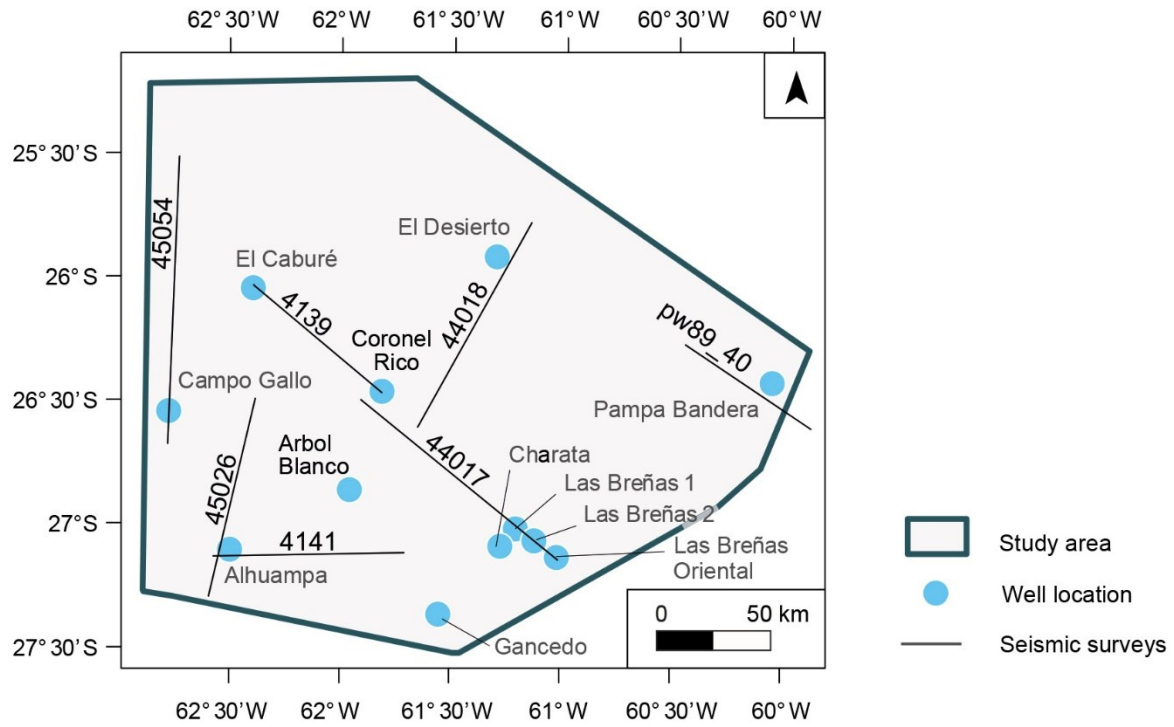 62°30'W 62°W 61°30'W 61°W 60°30'W 60°W
25°30'S
45054
El Desierto
26°S
El Caburé
4139
44018
Coronel
Rico
pw89_40
Campo Gallo
26°30'S
Pampa Bandera
Arbol
Blanco
44017
Charata
45026
Las Breñas 1
Las Breñas 2
27°S
4141
Las Breñas
Oriental
Alhuampa
Study area
0 50 km
Well location
Gancedo
27°30'S
Seismic surveys
62°30'W 62°W 61°30'W 61°W 60°30'W 60°W